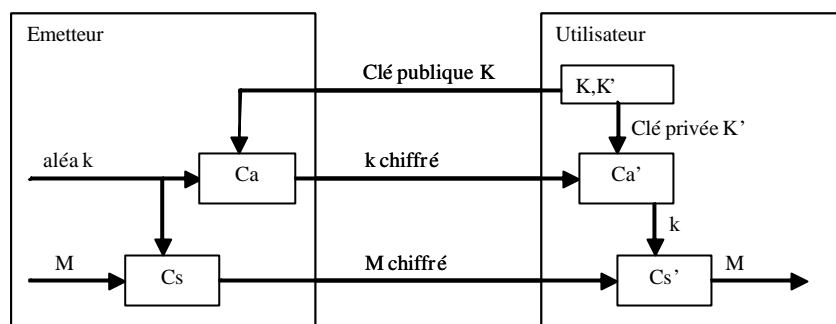 Emetteur
Utilisateur
Clé publique K
K,K’
Clé privée K’
aléa k
Ca
k chiffré
Ca’
k
M
Cs
M chiffré
Cs’
M